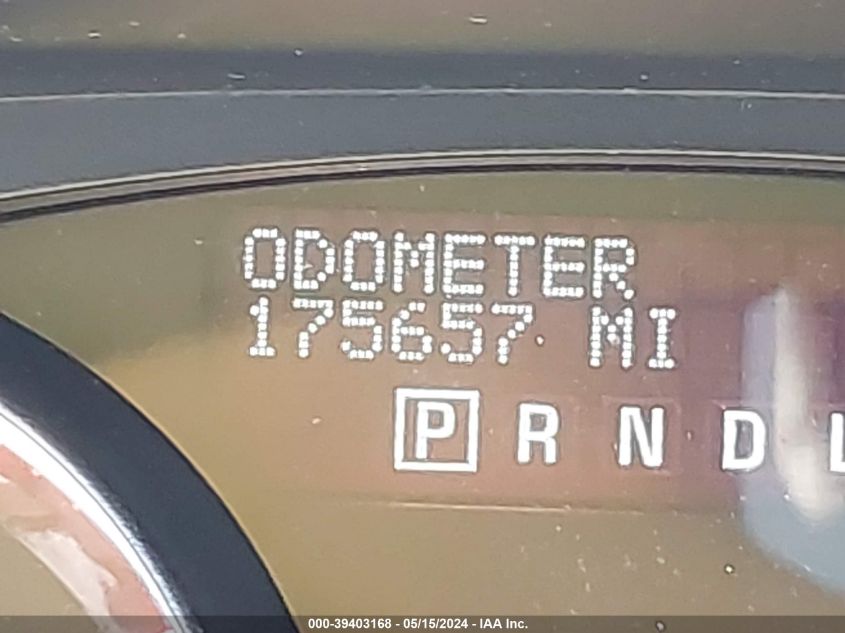 ODOMETER
175657 MI
P R N D L
000-39403168 - 05/15/2024 - IAA Inc.